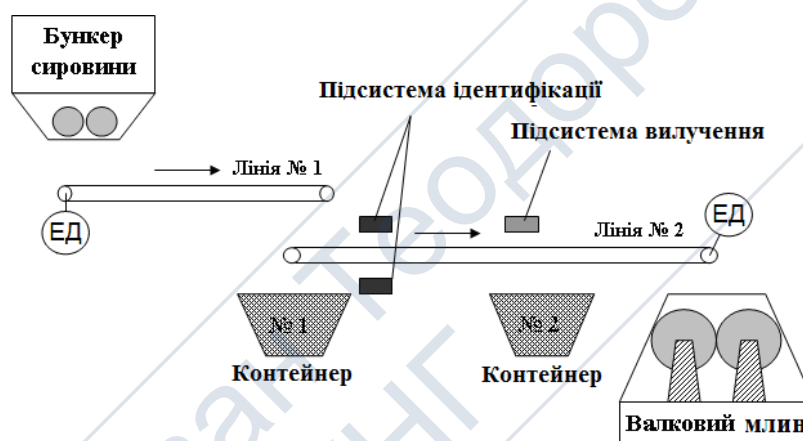 Бункер
сировини
Підсистема ідентифікації
Підсистема вилучення
Лінія № 1
ЕД
ЕД
Лінія № 2
№ 1
№ 2
Контейнер
Контейнер
Валковий млин